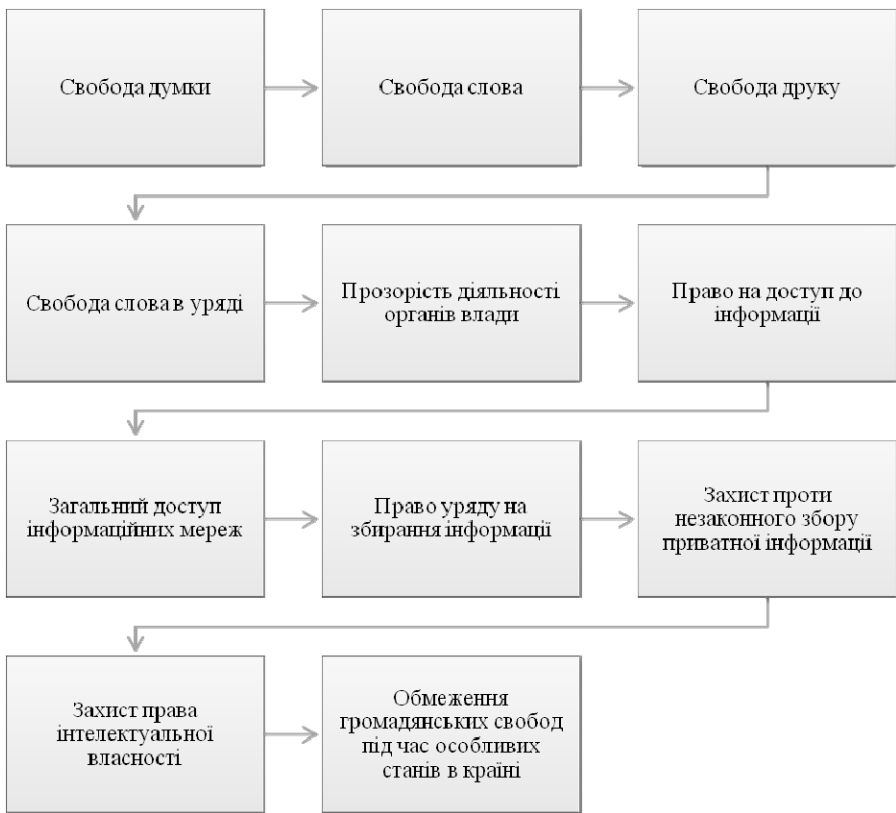 Свобода думки
Свобода слова
Свобода друку
Свобода слова в уряді
Прозорість діяльності
органів влади
Право на доступ до
інформації
Загальний доступ
інформаційних мереж
Право уряду на
збирання інформації
Захист проти
незаконного збору
приватної інформації
Захист права
інтелектуальної
власності
Обмеження
громадянських свобод
під час особливих
станів в країні